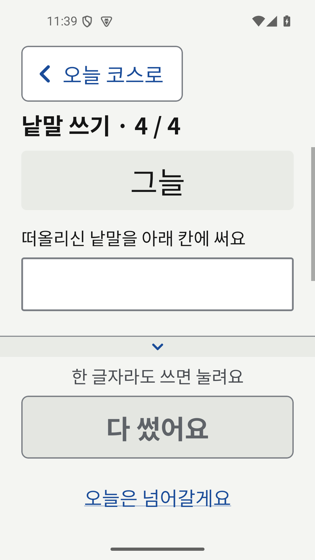 11:39
오늘 코스로
낱말 쓰기 · 4 / 4
그늘
떠올리신 낱말을 아래 칸에 써요
한 글자라도 쓰면 눌려요
다 썼어요
오늘은 넘어갈게요